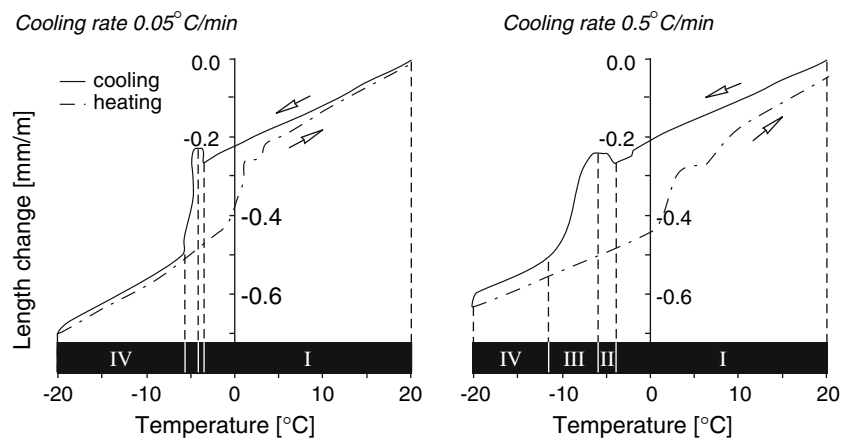 Cooling rate 0.05°C/min
Cooling rate 0.5°C/min
cooling
heating
Length change [mm/m]
0.0
-0.2
-0.4
-0.6
IV
I
-20
-10
0
10
20
Temperature [°C]
0.0
-0.2
-0.4
-0.6
IV
III
II
I
-20
-10
0
10
20
Temperature [°C]